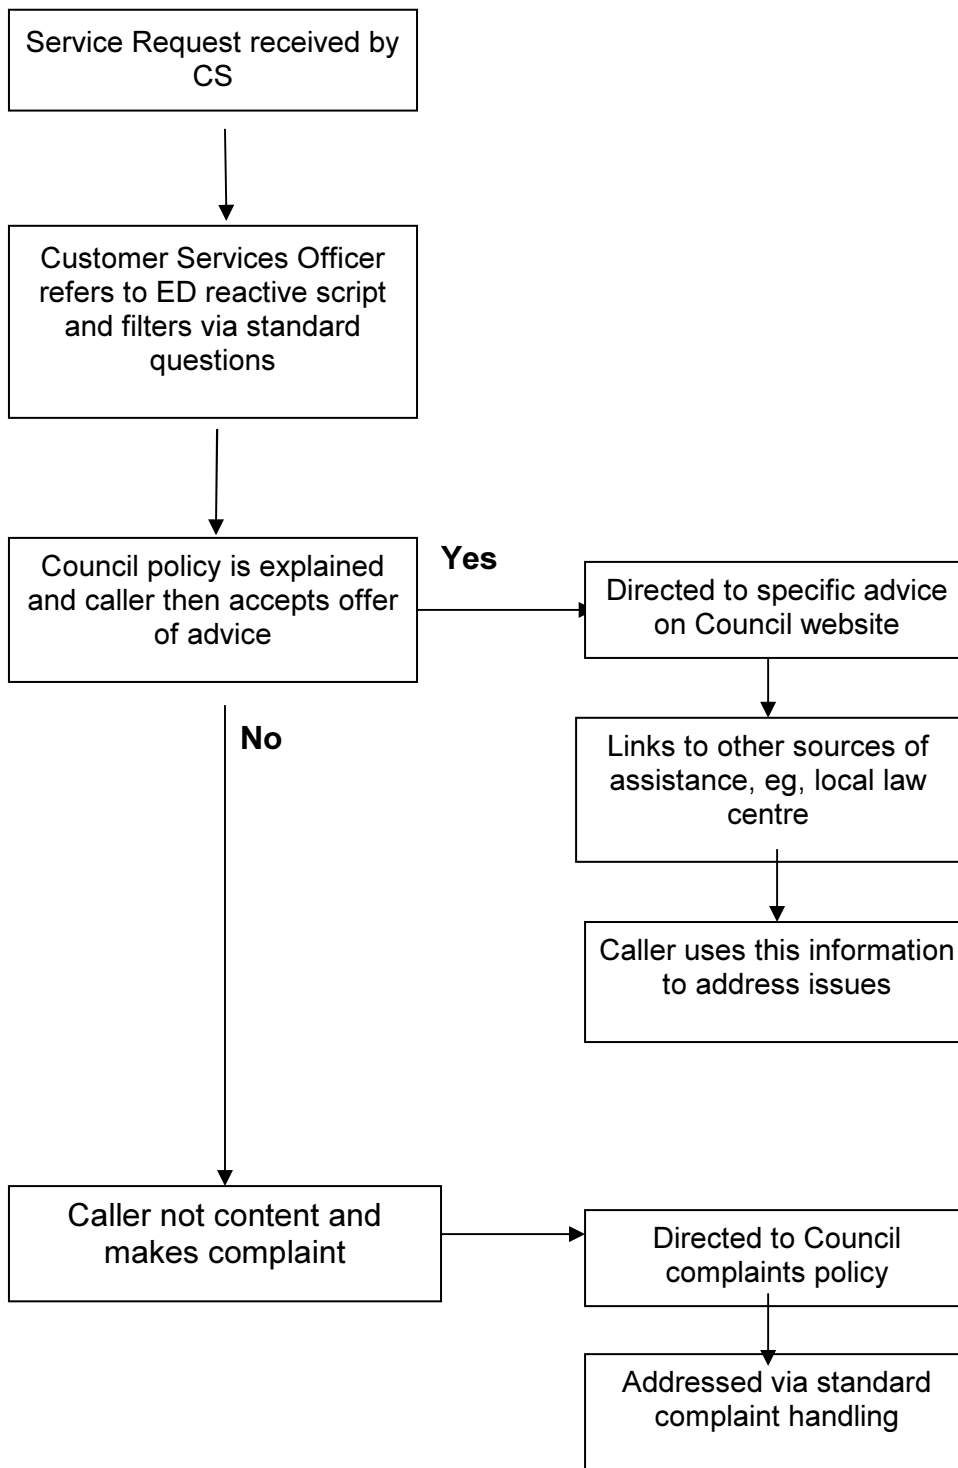 Service Request received by
CS
Customer Services Officer
refers to ED reactive script
and filters via standard
questions
Council policy is explained
and caller then accepts offer
of advice
Yes
Directed to specific advice
on Council website
Links to other sources of
assistance, eg, local law
centre
Caller uses this information
to address issues
No
Caller not content and
makes complaint
Directed to Council
complaints policy
Addressed via standard
complaint handling